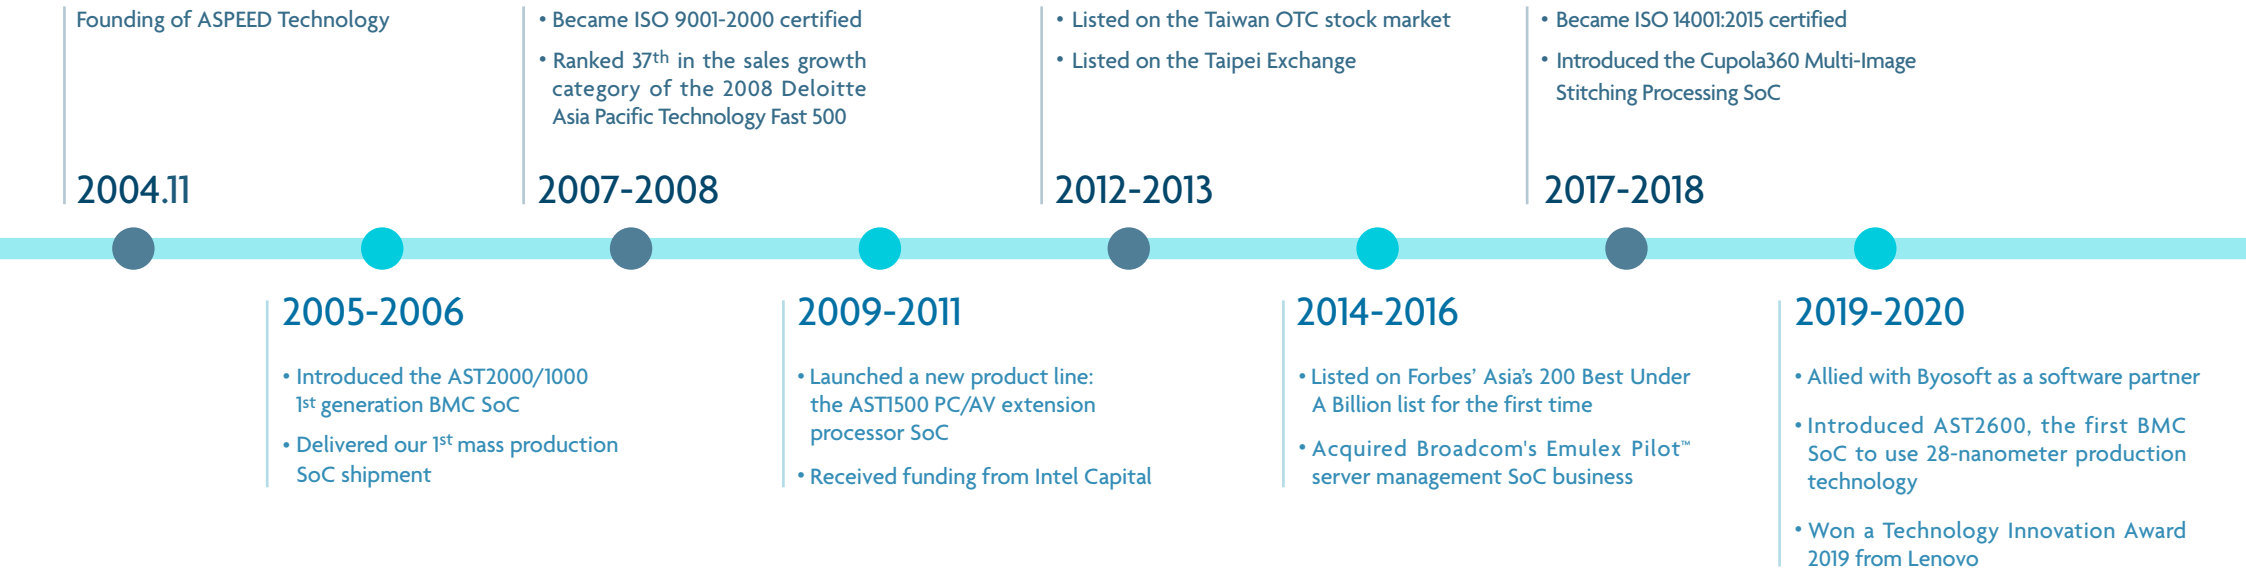 Founding of ASPEED Technology
2004.11
• Became ISO 9001-2000 certified
• Ranked 37th in the sales growth
category of the 2008 Deloitte
Asia Pacific Technology Fast 500
2007-2008
• Listed on the Taiwan OTC stock market
• Listed on the Taipei Exchange
2012-2013
• Became ISO 14001:2015 certified
• Introduced the Cupola360 Multi-Image
Stitching Processing SoC
2017-2018
2005-2006
• Introduced the AST2000/1000
1st generation BMC SoC
• Delivered our 1st mass production
SoC shipment
2009-2011
• Launched a new product line:
the AST1500 PC/AV extension
processor SoC
• Received funding from Intel Capital
2014-2016
• Listed on Forbes’ Asia’s 200 Best Under
A Billion list for the first time
• Acquired Broadcom's Emulex Pilot™
server management SoC business
2019-2020
• Allied with Byosoft as a software partner
• Introduced AST2600, the first BMC
SoC to use 28-nanometer production
technology
• Won a Technology Innovation Award
2019 from Lenovo